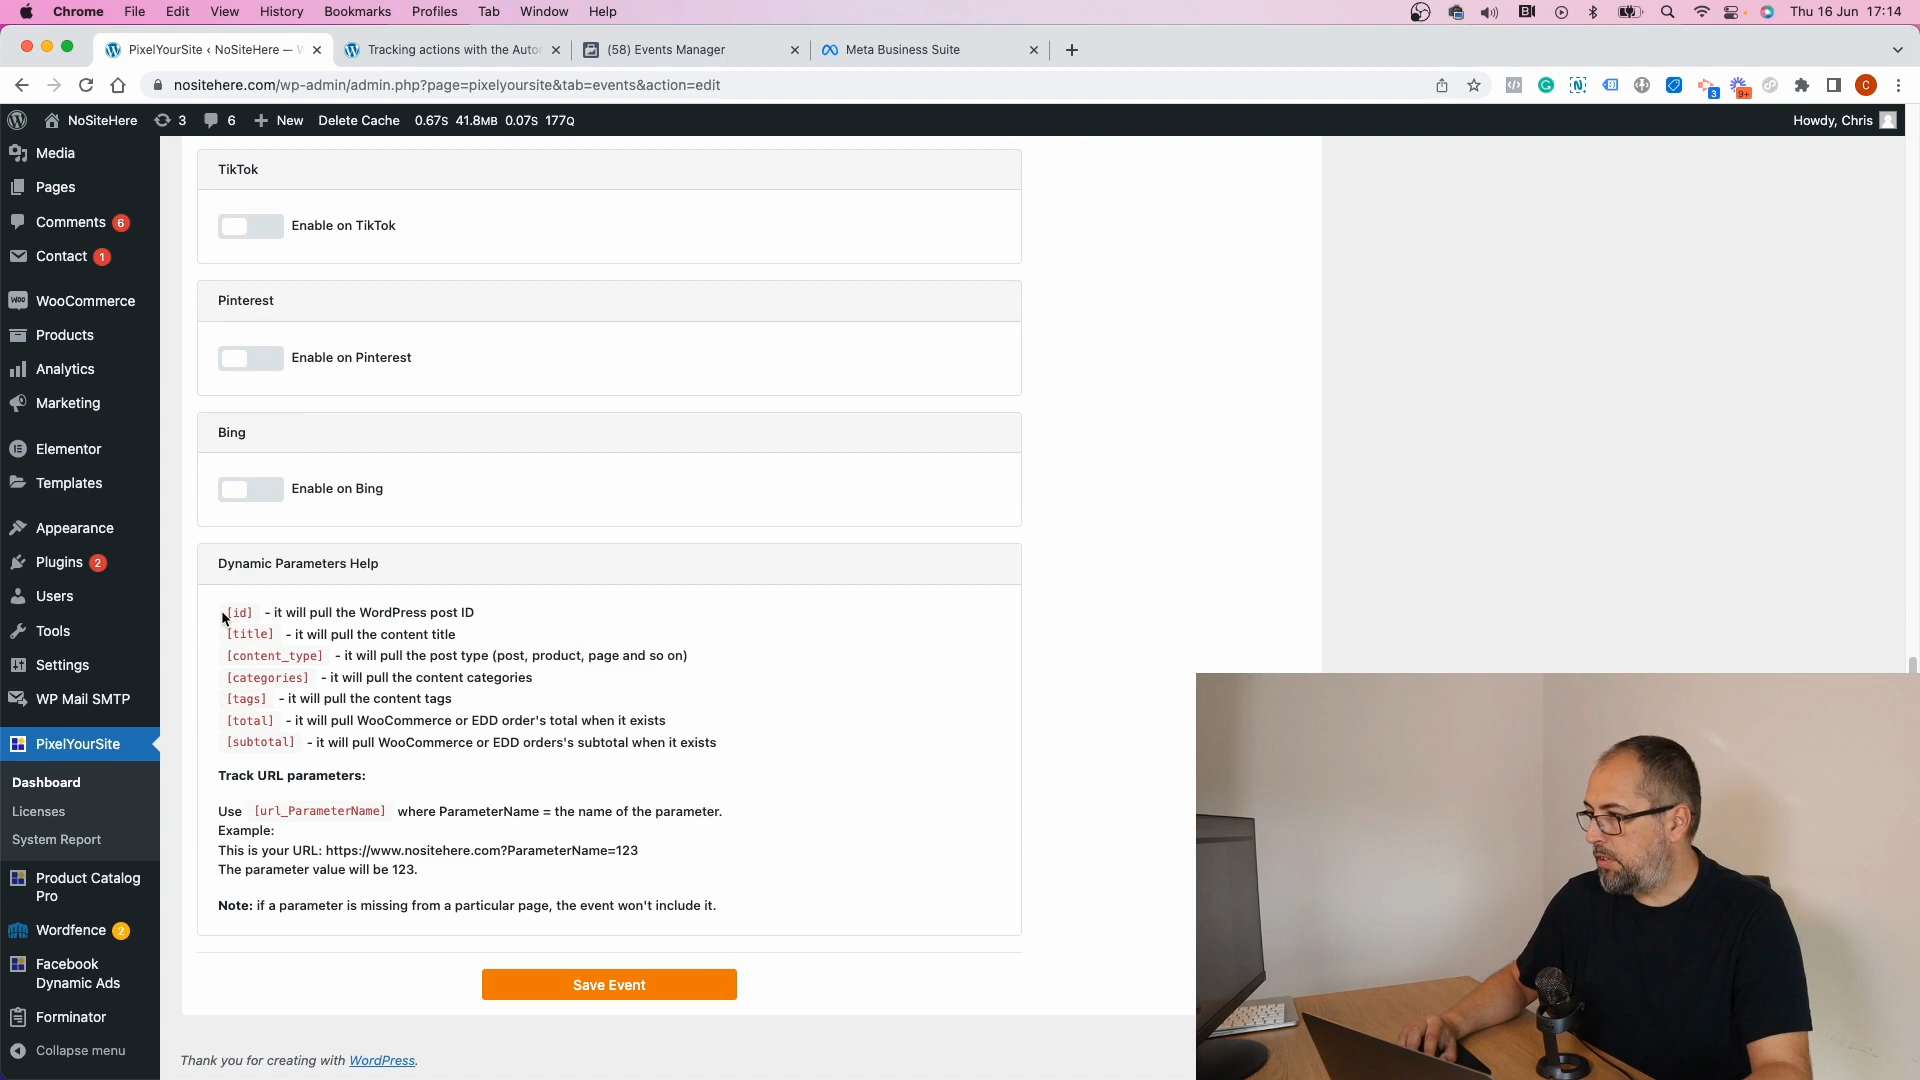 Chrome File Edit View History Bookmarks Profiles Tab Window Help Thu 16 Jun 17:14
PixelYourSite ‹ NoSiteHere — W
Tracking actions with the Auto
(58) Events Manager
Meta Business Suite
nositehere.com/wp-admin/admin.php?page=pixelyoursite&tab=events&action=edit
3
9+
C
NoSiteHere 3 6 New Delete Cache 0.67S 41.8MB 0.07S 177Q Howdy, Chris
Media
Pages
Comments 6
Contact 1
WooCommerce
Products
Analytics
Marketing
Elementor
Templates
Appearance
Plugins 2
Users
Tools
Settings
WP Mail SMTP
PixelYourSite
Dashboard
Licenses
System Report
Product Catalog
Pro
Wordfence 2
Facebook
Dynamic Ads
Forminator
Collapse menu
TikTok
Enable on TikTok
Pinterest
Enable on Pinterest
Bing
Enable on Bing
Dynamic Parameters Help
[id] - it will pull the WordPress post ID
[title] - it will pull the content title
[content_type] - it will pull the post type (post, product, page and so on)
[categories] - it will pull the content categories
[tags] - it will pull the content tags
[total] - it will pull WooCommerce or EDD order's total when it exists
[subtotal] - it will pull WooCommerce or EDD orders's subtotal when it exists
Track URL parameters:
Use [url_ParameterName] where ParameterName = the name of the parameter.
Example:
This is your URL: https://www.nositehere.com?ParameterName=123
The parameter value will be 123.
Note: if a parameter is missing from a particular page, the event won't include it.
Save Event
Thank you for creating with WordPress.